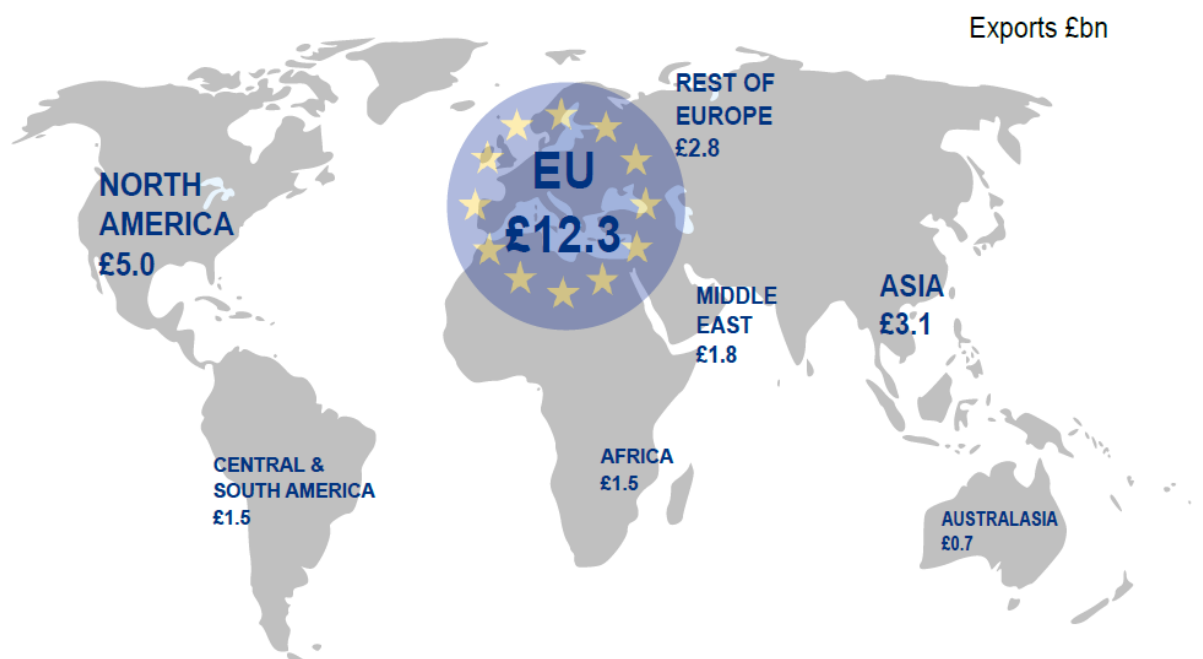 Exports £bn
REST OF
EUROPE
£2.8
EU
£12.3
NORTH
AMERICA
£5.0
MIDDLE
EAST
£1.8
ASIA
£3.1
CENTRAL &
SOUTH AMERICA
£1.5
AFRICA
£1.5
AUSTRALASIA
£0.7